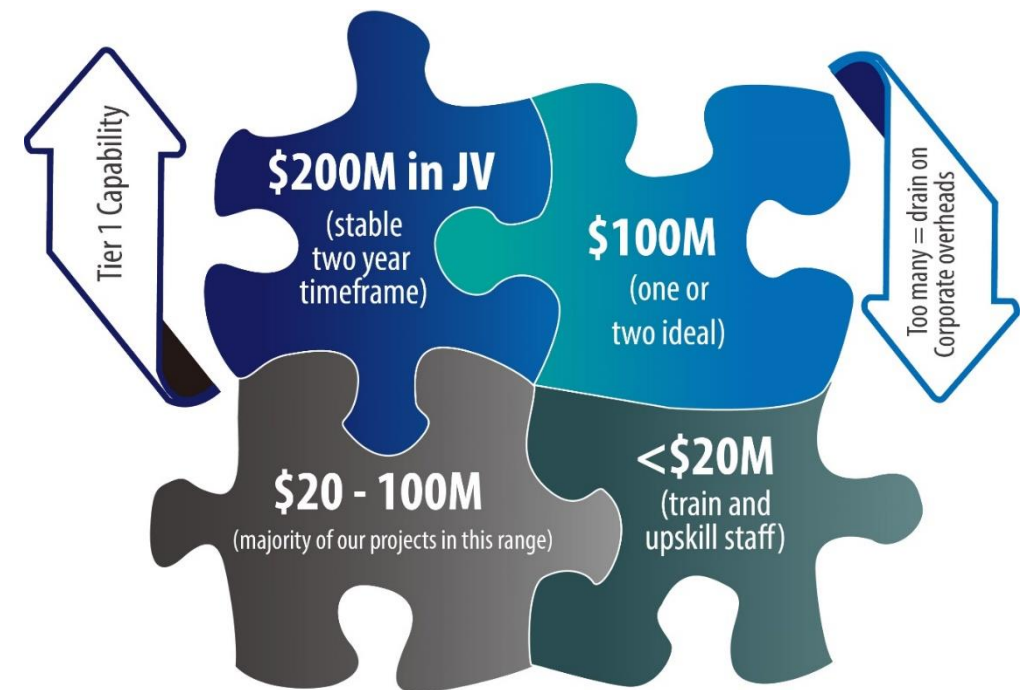 Tier 1 Capability
$200M in JV
(stable
two year
timeframe)
$100M
(one or
two ideal)
Too many = drain on
Corporate overheads
$20 - 100M
(majority of our projects in this range)
<$20M
(train and
upskill staff)